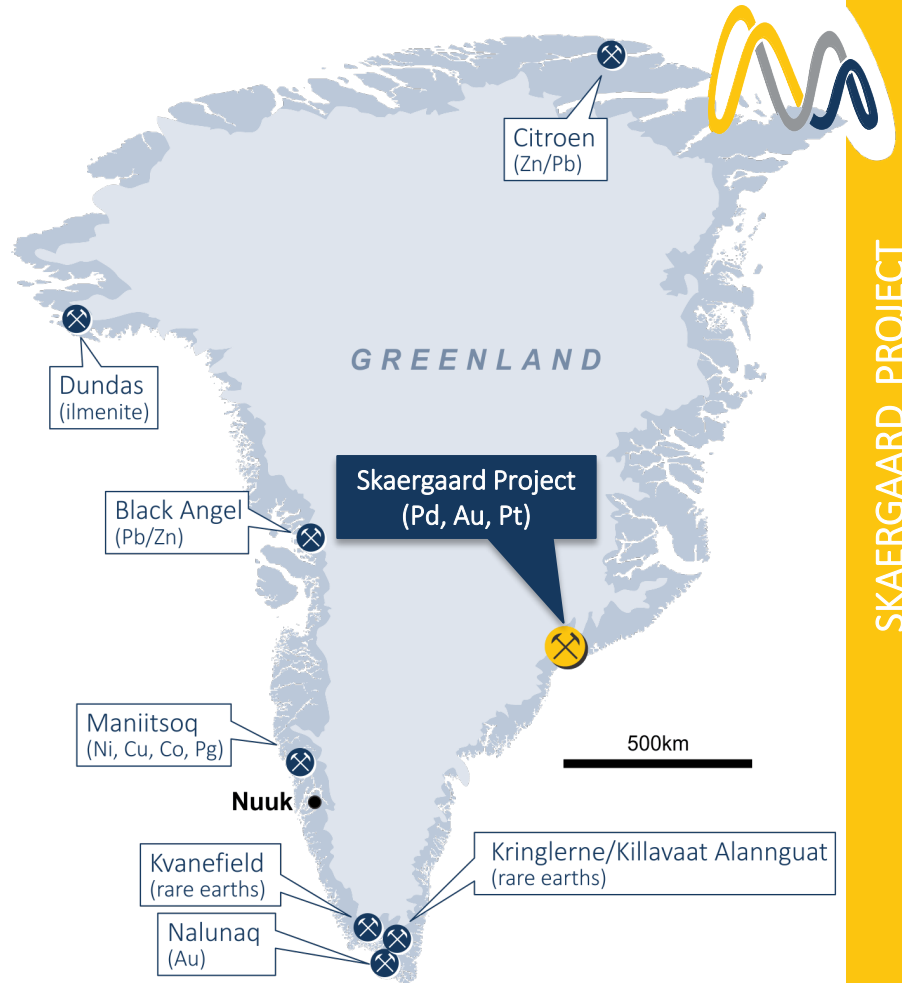 Citroen
(Zn/Pb)
SKAERGAARD PROJECT
GREENLAND
Dundas
(ilmenite)
Skaergaard Project
(Pd, Au, Pt)
Black Angel
(Pb/Zn)
Maniitsoq
(Ni, Cu, Co, Pg)
500km
Nuuk
Kringlerne/Killavaat Alannguat
(rare earths)
Kvanefield
(rare earths)
Nalunaq
(Au)